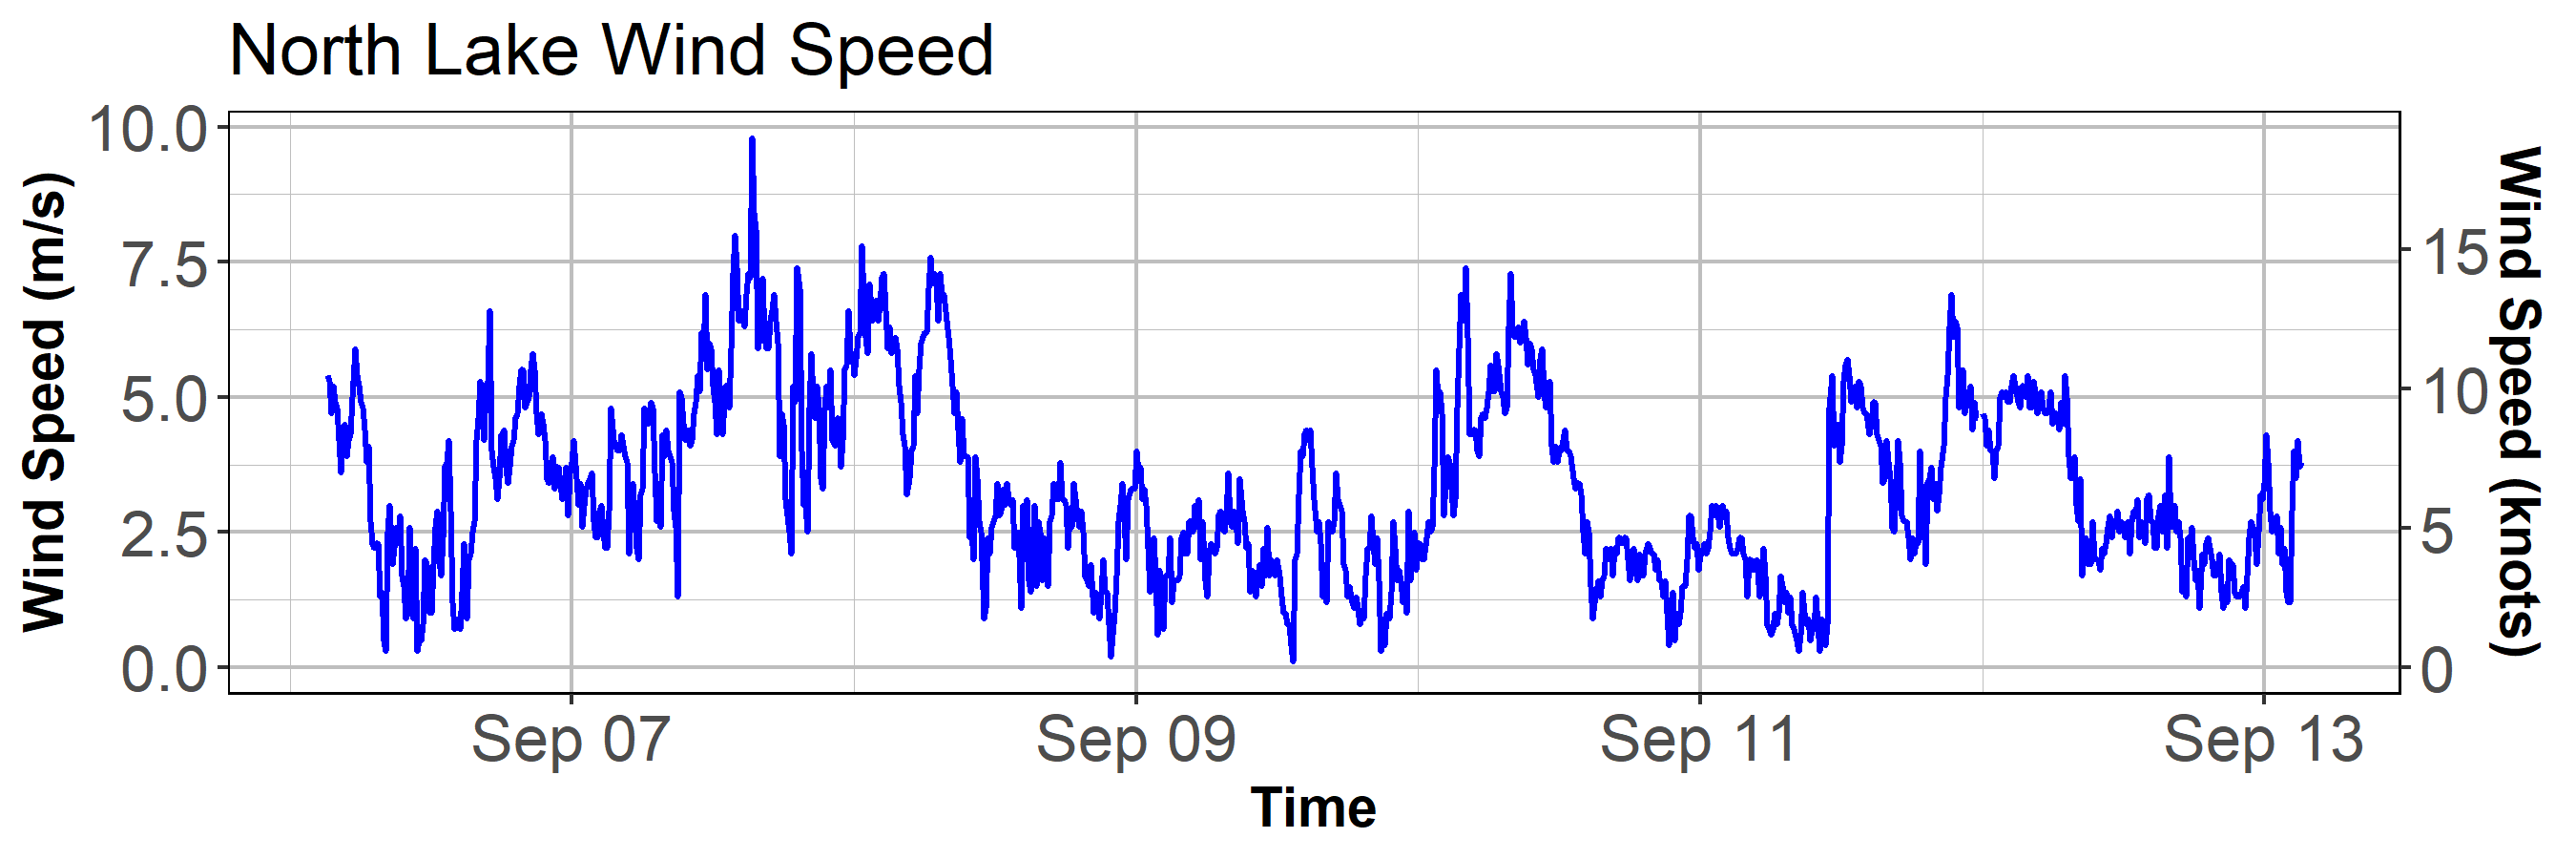 North Lake Wind Speed
Wind Speed (m/s)
10.0
7.5
5.0
2.5
0.0
Wind Speed (knots)
15
10
5
0
Sep 07 Sep 09 Sep 11 Sep 13
Time